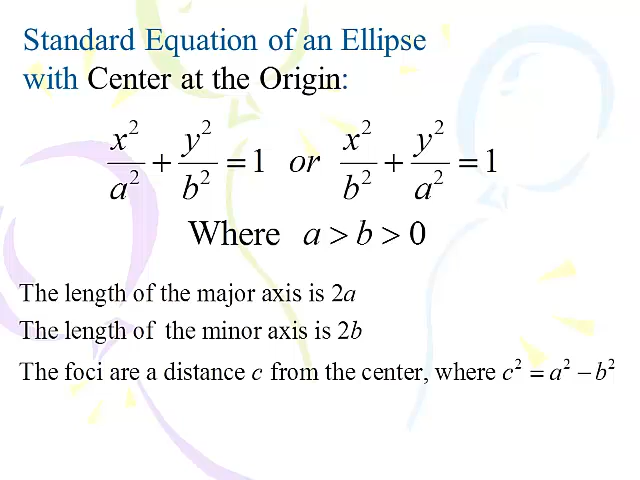 Standard Equation of an Ellipse
with Center at the Origin:
x²/a² + y²/b² = 1 or x²/b² + y²/a² = 1
Where a > b > 0
The length of the major axis is 2a
The length of the minor axis is 2b
The foci are a distance c from the center, where c² = a² − b²